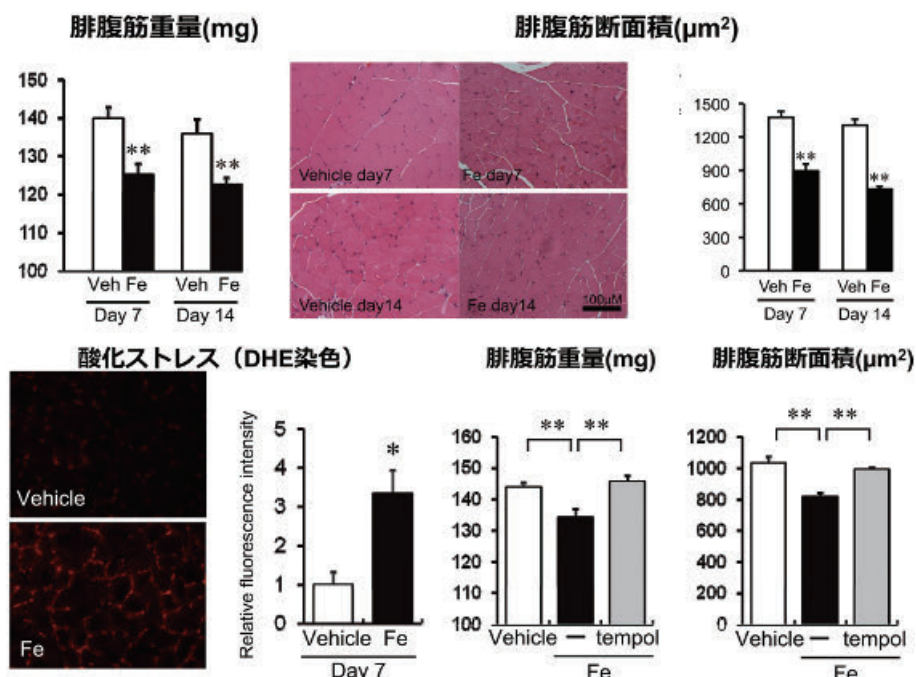 腓腹筋重量(mg)
腓腹筋断面積(μm²)
150
140
130
120
110
100
**
**
Veh Fe
Veh Fe
Day 7
Day 14
Vehicle day7
Fe day7
Vehicle day14
Fe day14
100μM
1500
1200
900
600
300
0
**
**
Veh Fe
Veh Fe
Day 7
Day 14
酸化ストレス（DHE染色）
Vehicle
Fe
Relative fluorescence intensity
5
4
3
2
1
0
*
Vehicle
Fe
Day 7
腓腹筋重量(mg)
160
150
140
130
120
110
100
**
**
Vehicle
ー
tempol
Fe
腓腹筋断面積(μm²)
1200
1000
800
600
400
200
0
**
**
Vehicle
ー
tempol
Fe